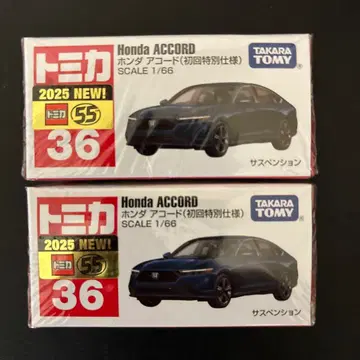 トミカ
Honda ACCORD
ホンダ アコード(初回特別仕様)
SCALE 1/66
TAKARA
TOMY
2025 NEW!
トミカ 55
36
サスペンション
トミカ
Honda ACCORD
ホンダ アコード(初回特別仕様)
SCALE 1/66
TAKARA
TOMY
2025 NEW!
トミカ 55
36
サスペンション